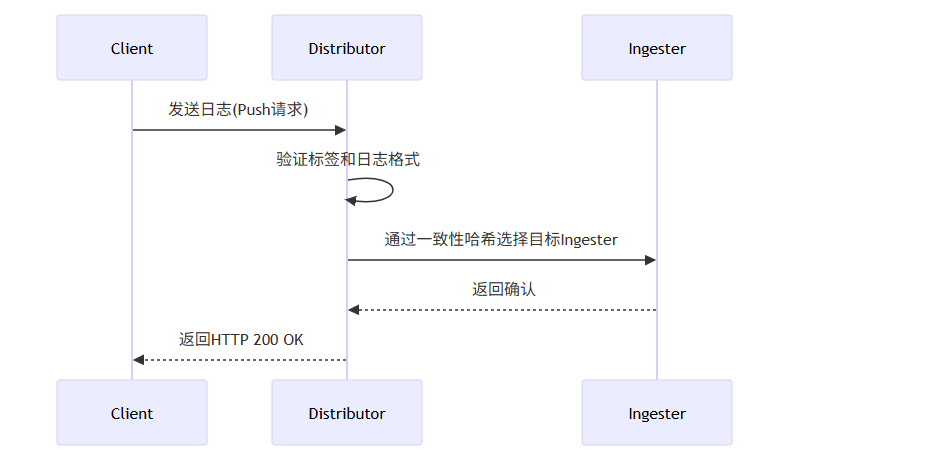 Client
Distributor
Ingester
发送日志(Push请求)
验证标签和日志格式
通过一致性哈希选择目标Ingester
返回确认
返回HTTP 200 OK
Client
Distributor
Ingester